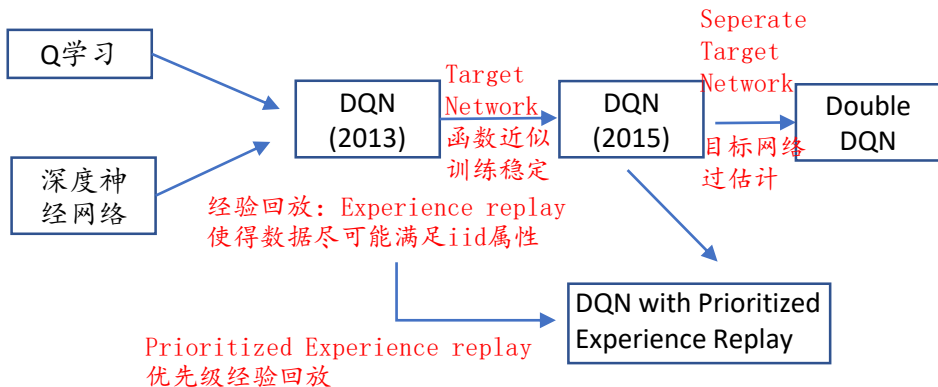 Q学习
深度神
经网络
DQN
(2013)
Target
Network
函数近似
训练稳定
DQN
(2015)
Seperate
Target
Network
目标网络
过估计
Double
DQN
经验回放：Experience replay
使得数据尽可能满足iid属性
DQN with Prioritized
Experience Replay
Prioritized Experience replay
优先级经验回放